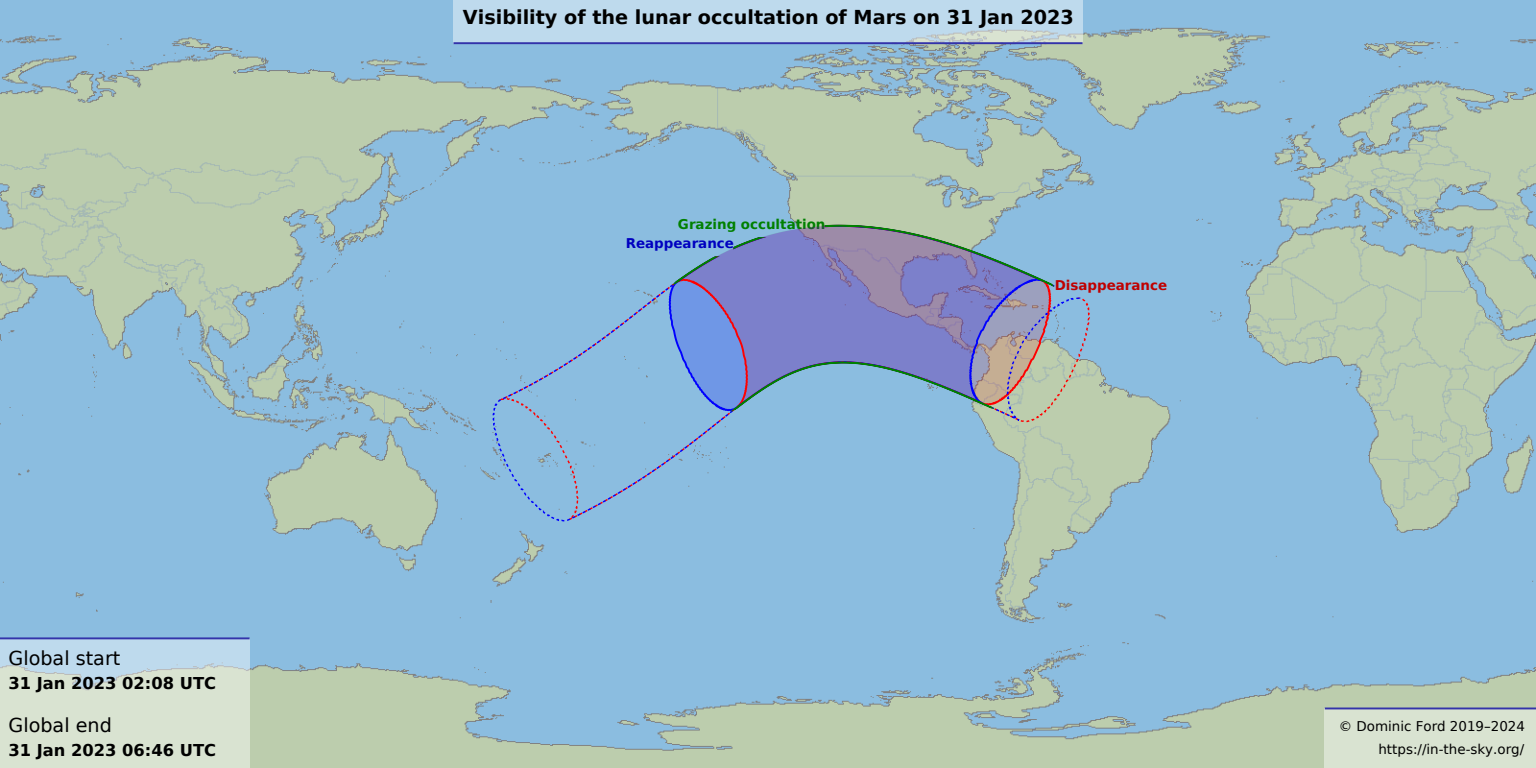 Visibility of the lunar occultation of Mars on 31 Jan 2023
Grazing occultation
Reappearance
Disappearance
Global start
31 Jan 2023 02:08 UTC
Global end
31 Jan 2023 06:46 UTC
© Dominic Ford 2019–2024
https://in-the-sky.org/